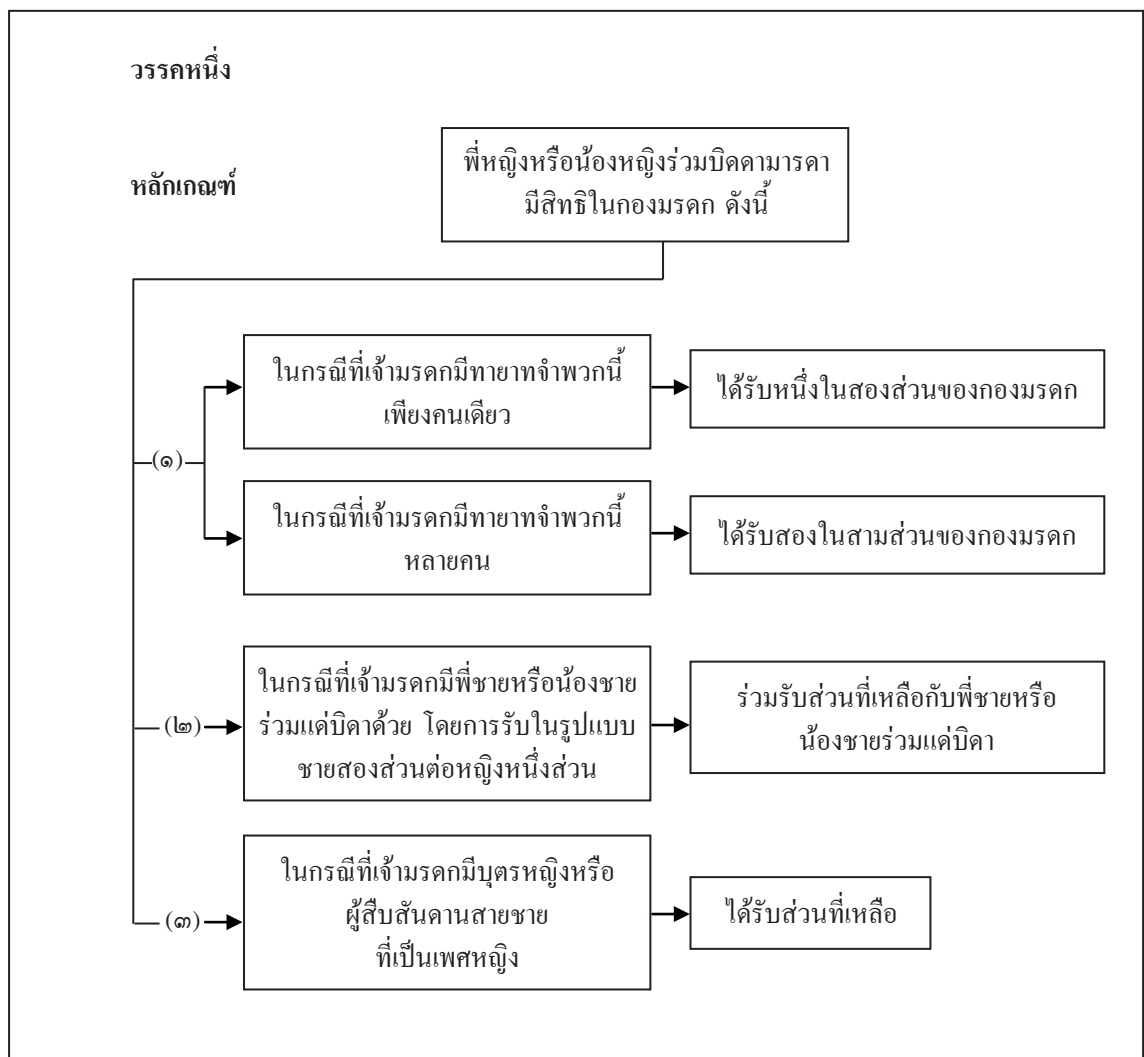 วรรคหนึ่ง
หลักเกณฑ์
พี่หญิงหรือน้องหญิงร่วมบิดดามารดา
มีสิทธิในกองมรดก ดังนี้
(๑)
ในกรณีที่เจ้ามรดกมีทายาทจำพวกนี้
เพียงคนเดียว
ได้รับหนึ่งในสองส่วนของกองมรดก
ในกรณีที่เจ้ามรดกมีทายาทจำพวกนี้
หลายคน
ได้รับสองในสามส่วนของกองมรดก
(๒)
ในกรณีที่เจ้ามรดกมีพี่ชายหรือน้องชาย
ร่วมแด่บิดาด้วย โดยการรับในรูปแบบ
ชายสองส่วนต่อหญิงหนึ่งส่วน
ร่วมรับส่วนที่เหลือกับพี่ชายหรือ
น้องชายร่วมแด่บิดา
(๓)
ในกรณีที่เจ้ามรดกมีบุตรหญิงหรือ
ผู้สืบสันดานสายชาย
ที่เป็นเพศหญิง
ได้รับส่วนที่เหลือ